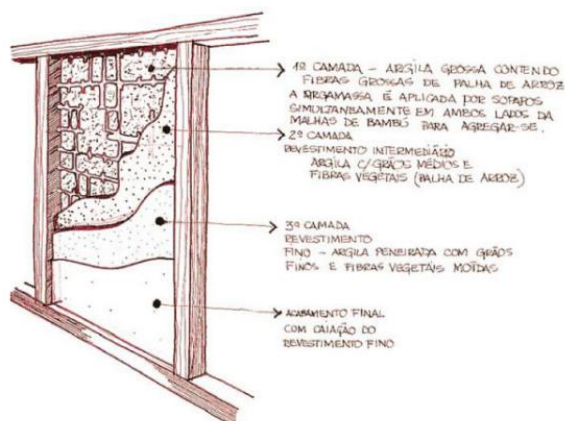 1ª CAMADA – ARGILA GROSSA CONTENDO
FIBRAS GROSSAS DE PALHA DE ARROZ
A ARGAMASSA É APLICADA POR SOPAPOS
SIMULTANBAMENTE EM AMBOS LADOS DA
MALHAS DE BAMBÚ PARA AGREGAR-SE.
2ª CAMADA
REVESTIMENTO INTERMEDIÁRIO
ARGILA C/GRÃOS MÉDIOS E
FIBRAS VEGETAIS (PALHA DE ARROZ)
3ª CAMADA
REVESTIMENTO
FINO – ARGILA PENEIRADA COM GRÃOS
FINOS E FIBRAS VEGETAIS MOÍDAS
ACABAMENTO FINAL
COM CAIAÇÃO DO
REVESTIMENTO FINO